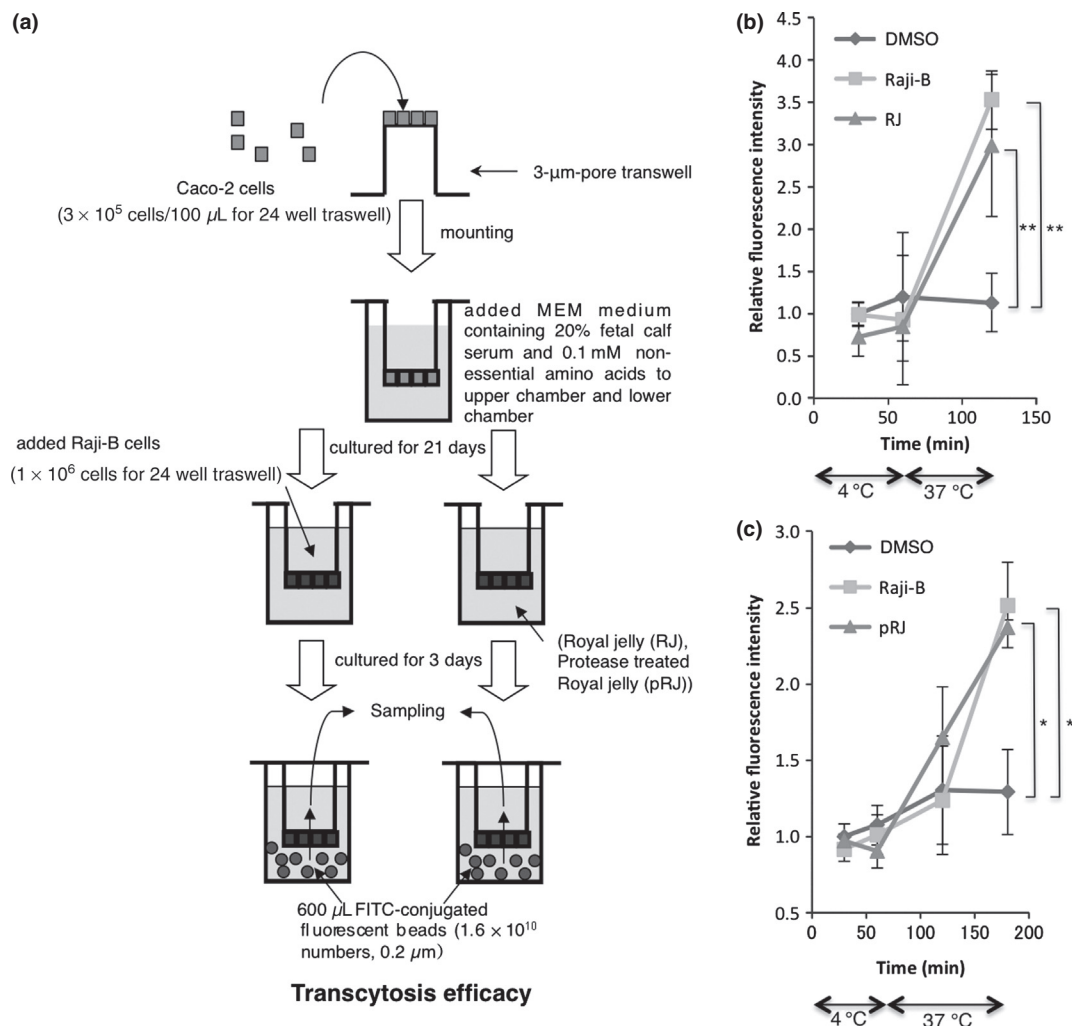 (a)
Caco-2 cells
(3 × 10⁵ cells/100 µL for 24 well traswell)
3-µm-pore transwell
mounting
added MEM medium
containing 20% fetal calf
serum and 0.1 mM non-
essential amino acids to
upper chamber and lower
chamber
cultured for 21 days
added Raji-B cells
(1 × 10⁶ cells for 24 well traswell)
cultured for 3 days
(Royal jelly (RJ),
Protease treated
Royal jelly (pRJ))
Sampling
600 µL FITC-conjugated
fluorescent beads (1.6 × 10¹⁰
numbers, 0.2 µm)
Transcytosis efficacy
(b)
Relative fluorescence intensity
4.5
4.0
3.5
3.0
2.5
2.0
1.5
1.0
0.5
0.0
DMSO
Raji-B
RJ
** **
0 50 100 150
Time (min)
4 °C 37 °C
(c)
Relative fluorescence intensity
3.0
2.5
2.0
1.5
1.0
0.5
DMSO
Raji-B
pRJ
* *
0 50 100 150 200
Time (min)
4 °C 37 °C